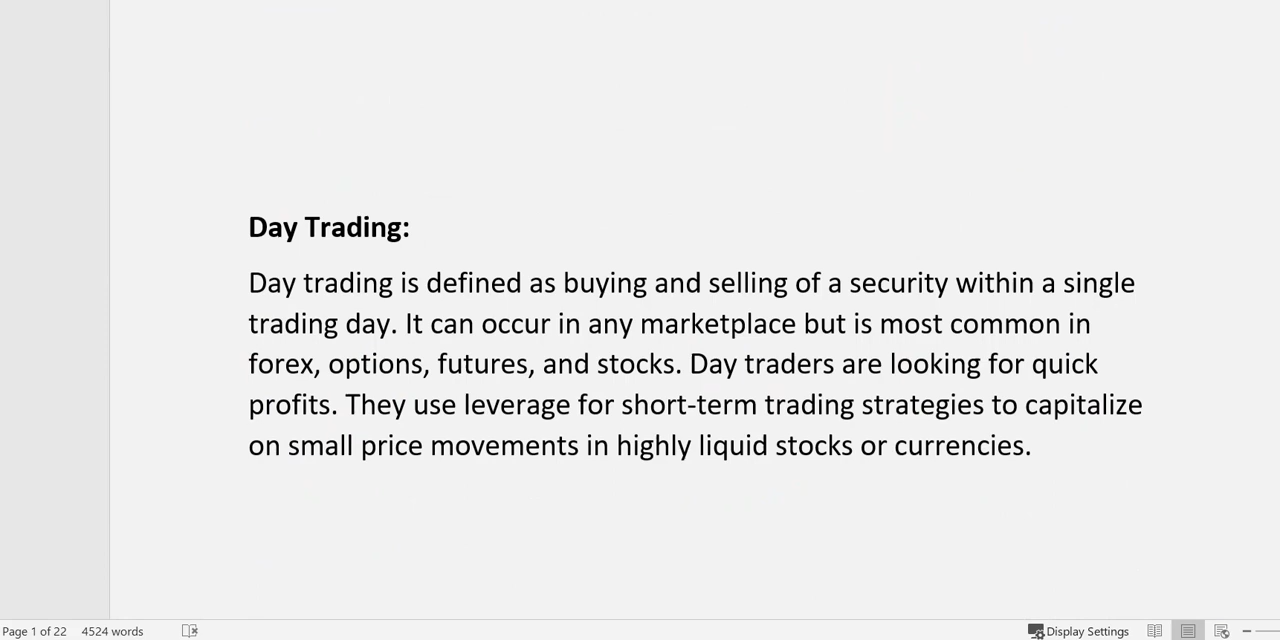 Day Trading:
Day trading is defined as buying and selling of a security within a single
trading day. It can occur in any marketplace but is most common in
forex, options, futures, and stocks. Day traders are looking for quick
profits. They use leverage for short-term trading strategies to capitalize
on small price movements in highly liquid stocks or currencies.
Page 1 of 22 4524 words Display Settings